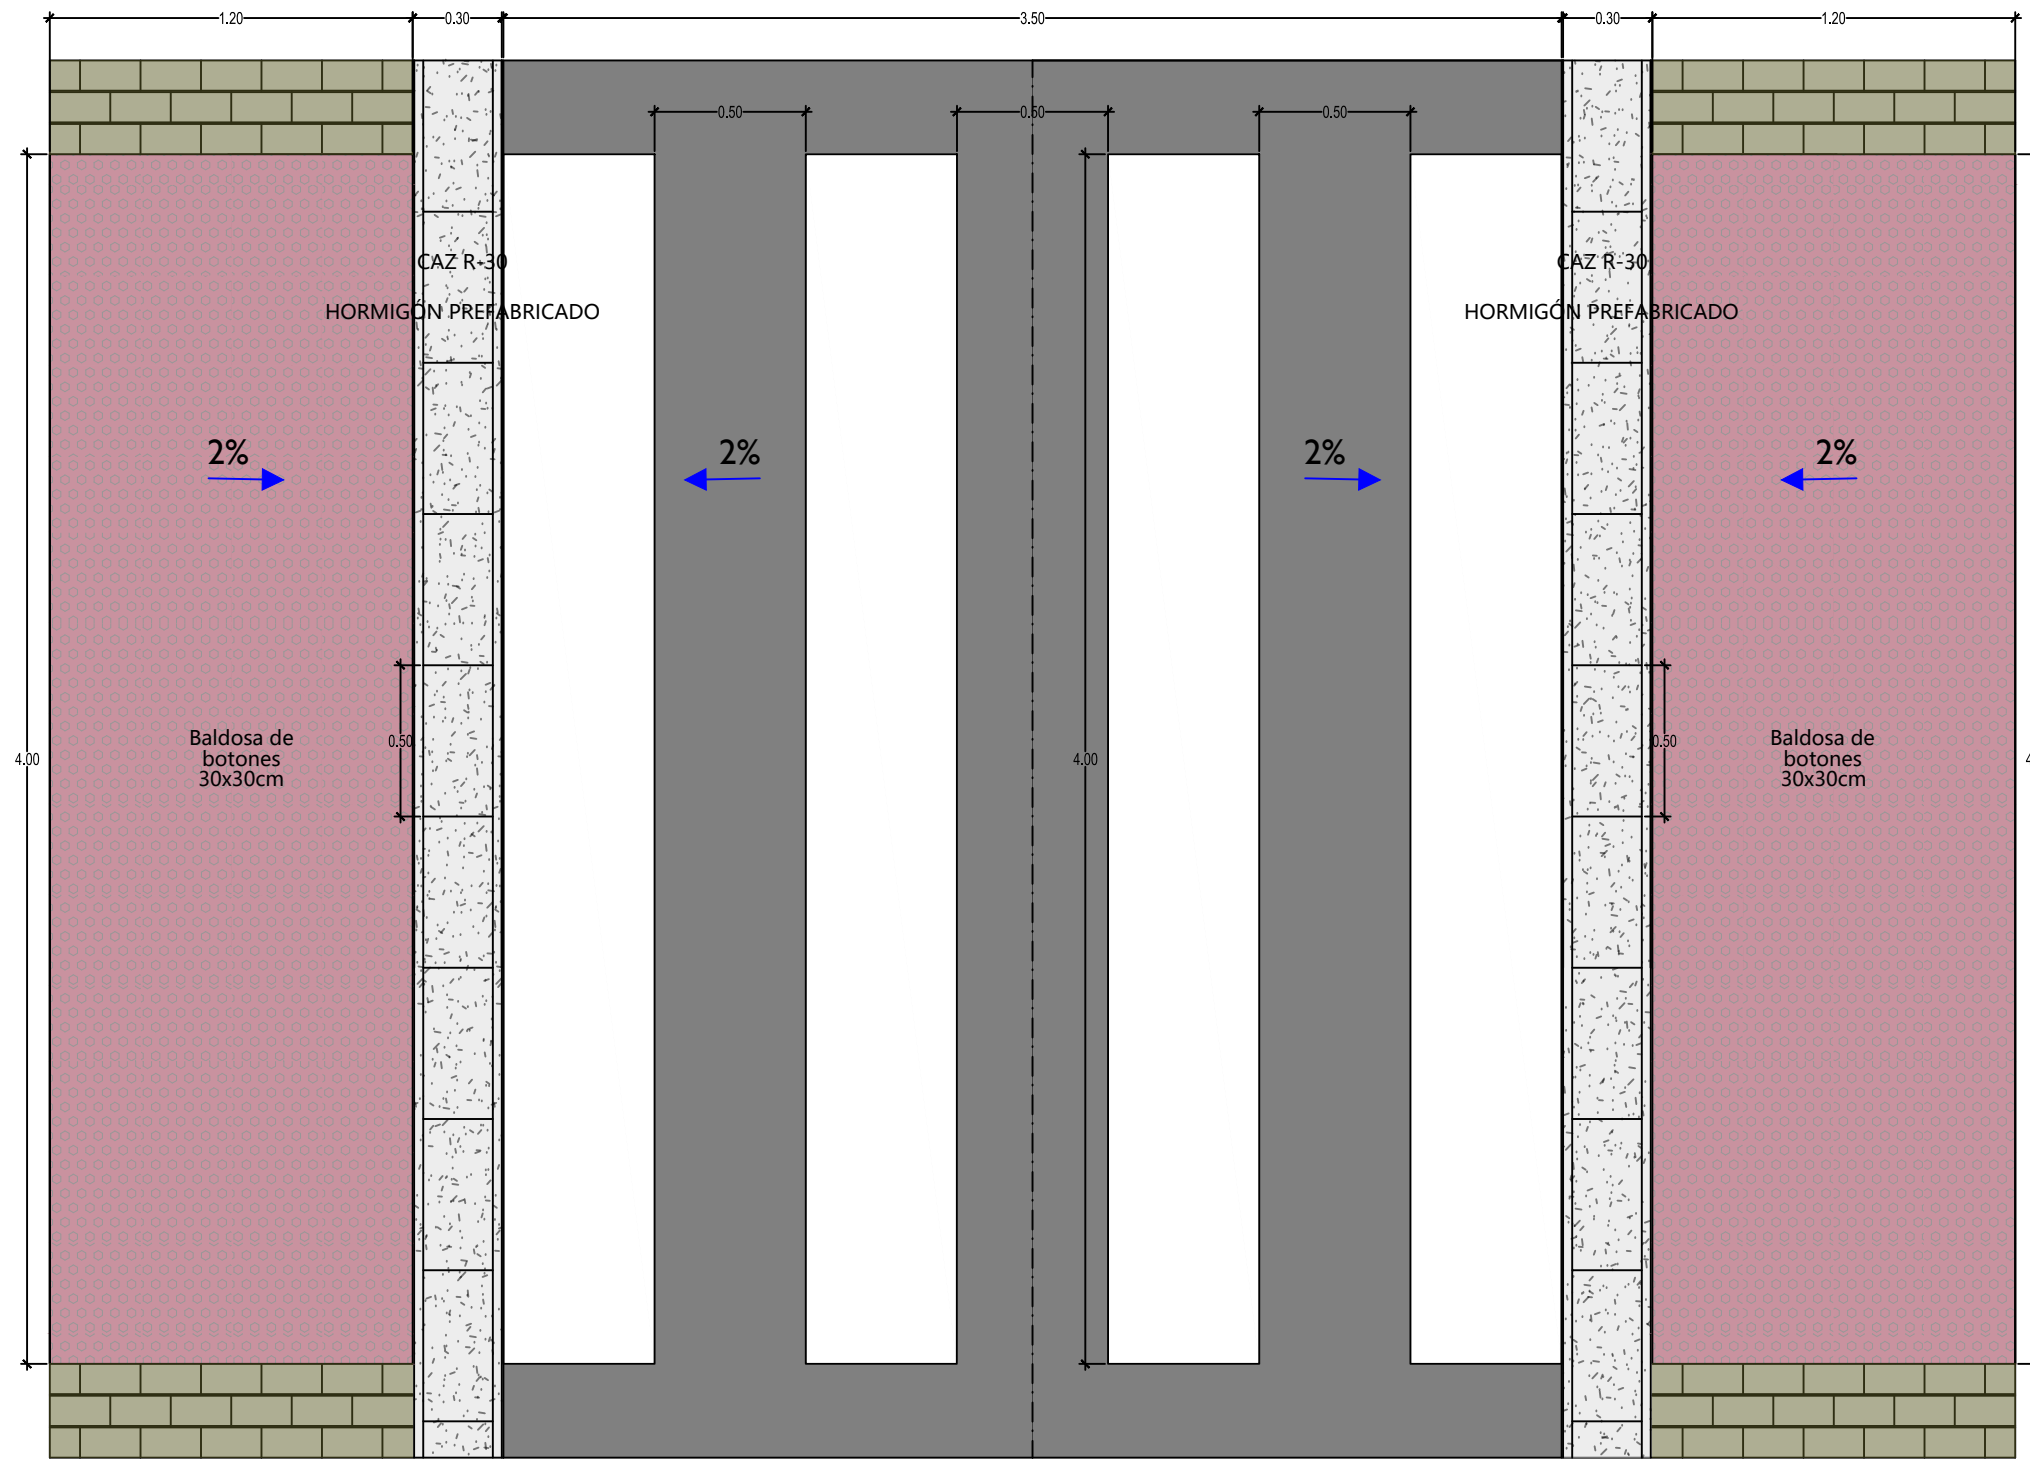 1.20 0.30 3.50 0.30 1.20
0.50 0.50 0.50
CAZ R-30 CAZ R-30
HORMIGÓN PREFABRICADO HORMIGÓN PREFABRICADO
2% 2% 2% 2%
Baldosa de Baldosa de
0.50 0.50
botones botones
4.00 4.00 4
30x30cm 30x30cm